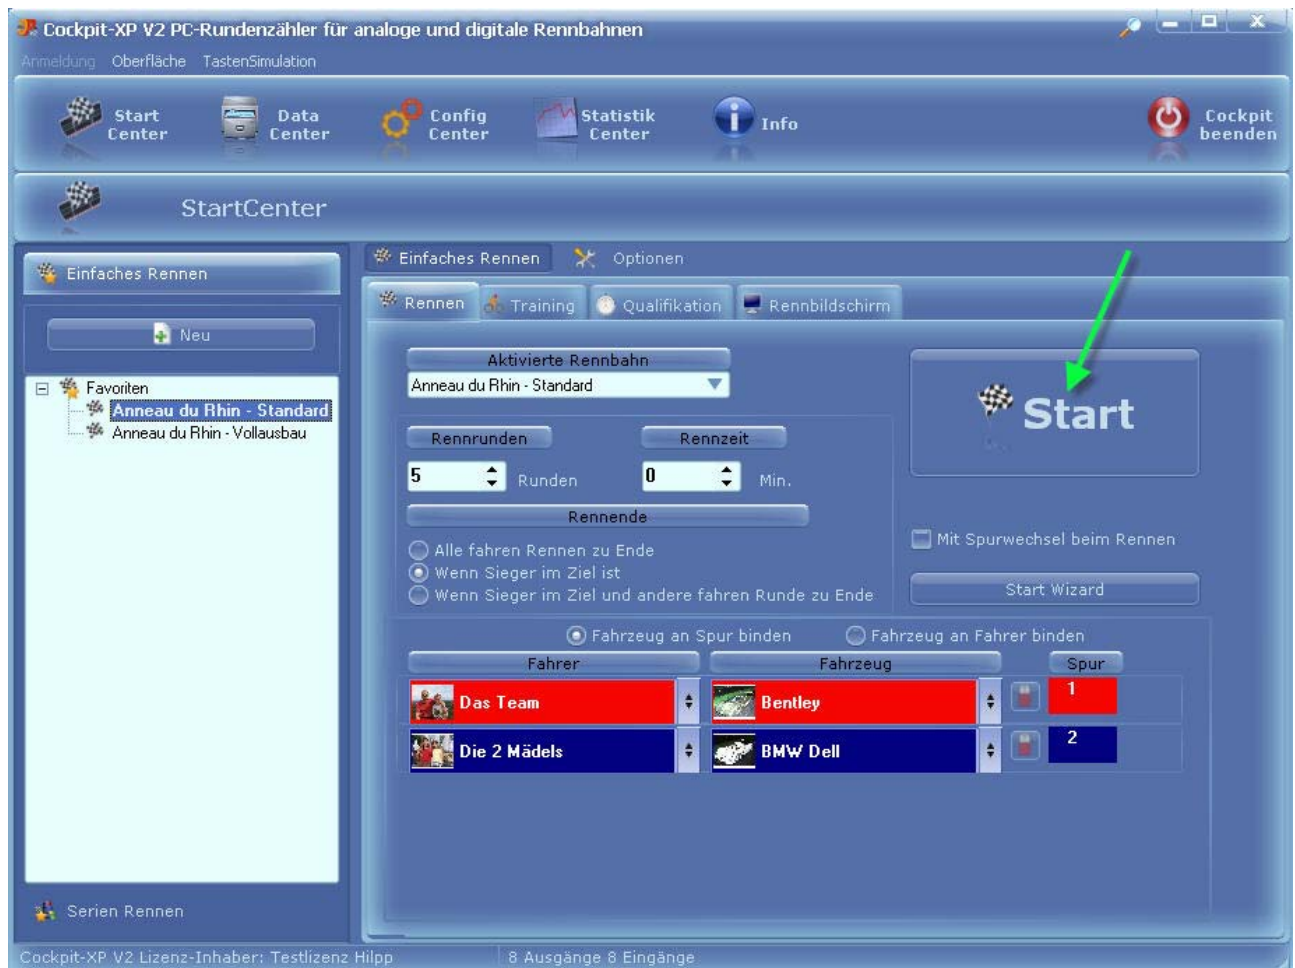 Cockpit-XP V2 PC-Rundenzähler für analoge und digitale Rennbahnen
Anmeldung Oberfläche TastenSimulation
Start Center
Data Center
Config Center
Statistik Center
Info
Cockpit beenden
StartCenter
Einfaches Rennen
Neu
Favoriten
Anneau du Rhin - Standard
Anneau du Rhin - Vollausbau
Serien Rennen
Einfaches Rennen Optionen
Rennen Training Qualifikation Rennbildschirm
Aktivierte Rennbahn
Anneau du Rhin - Standard
Rennrunden Rennzeit
5 Runden 0 Min.
Rennende
Alle fahren Rennen zu Ende
Wenn Sieger im Ziel ist
Wenn Sieger im Ziel und andere fahren Runde zu Ende
Start
Mit Spurwechsel beim Rennen
Start Wizard
Fahrzeug an Spur binden Fahrzeug an Fahrer binden
Fahrer Fahrzeug Spur
Das Team Bentley 1
Die 2 Mädels BMW Dell 2
Cockpit-XP V2 Lizenz-Inhaber: Testlizenz Hilpp 8 Ausgänge 8 Eingänge